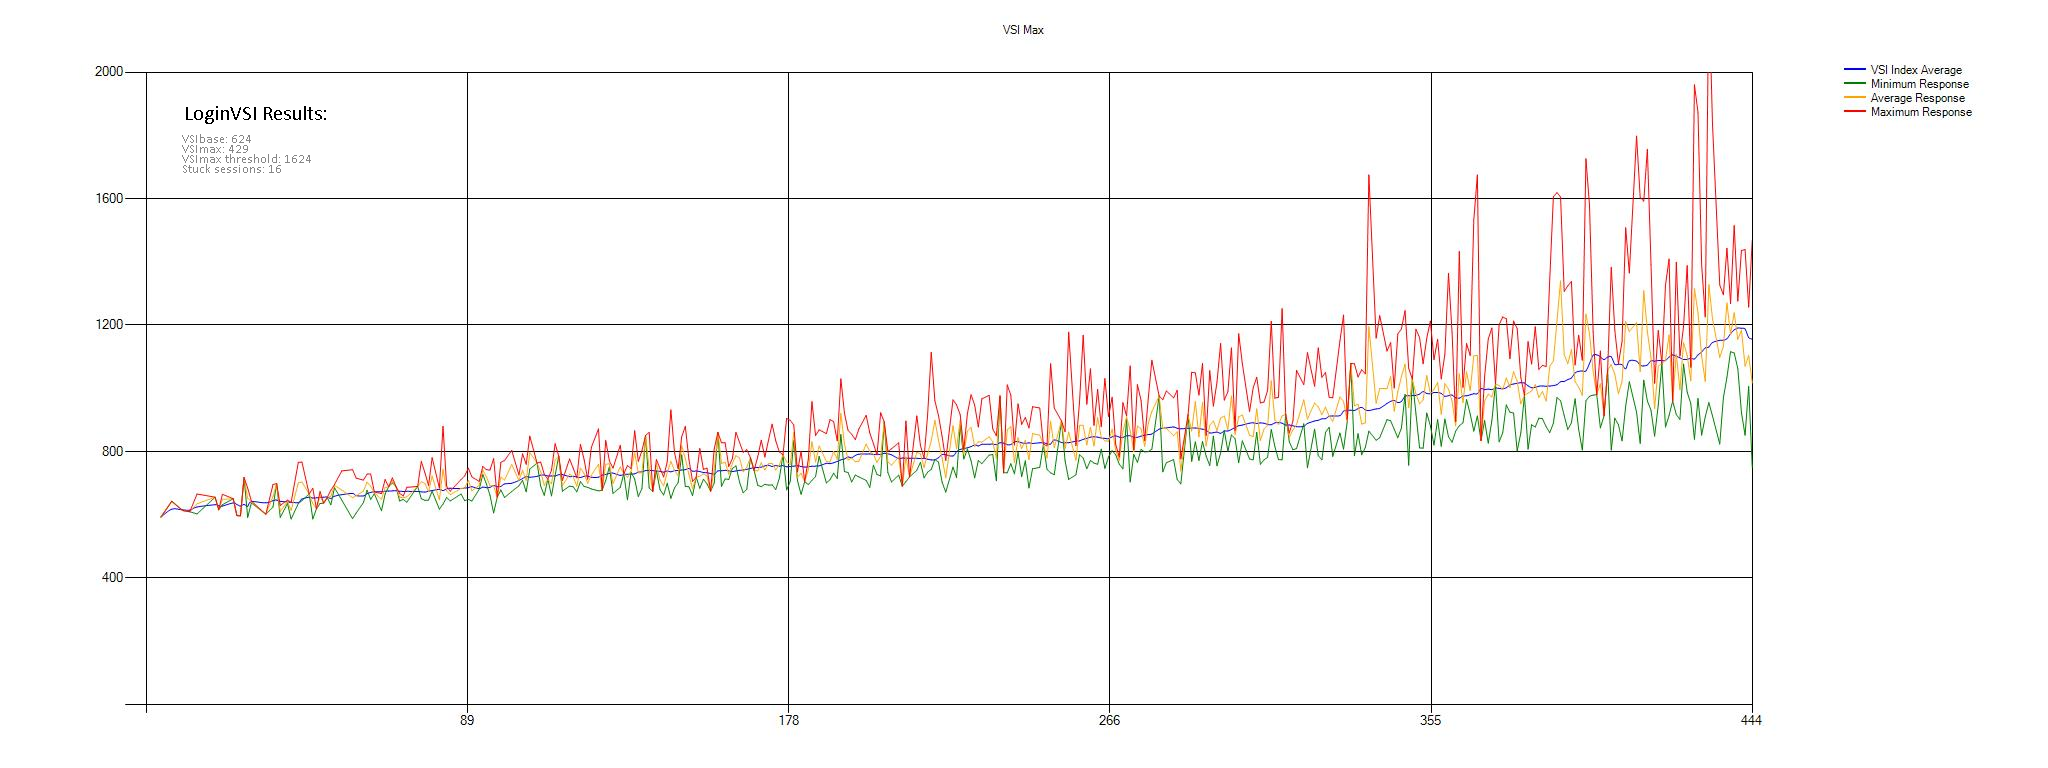 VSI Max
2000
1600
1200
800
400
LoginVSI Results:
VSIbase: 624
VSImax: 429
VSImax threshold: 1624
Stuck sessions: 16
VSI Index Average
Minimum Response
Average Response
Maximum Response
89
178
266
355
444